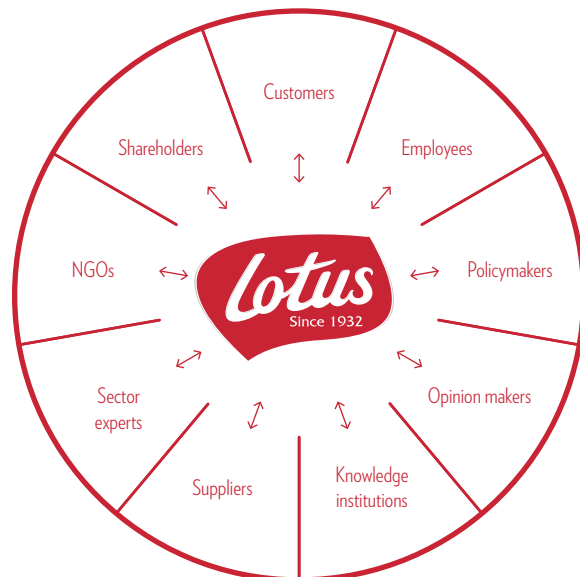 Customers
Shareholders
Employees
NGOs
Policymakers
Lotus
Since 1932
Sector
experts
Opinion makers
Suppliers
Knowledge
institutions